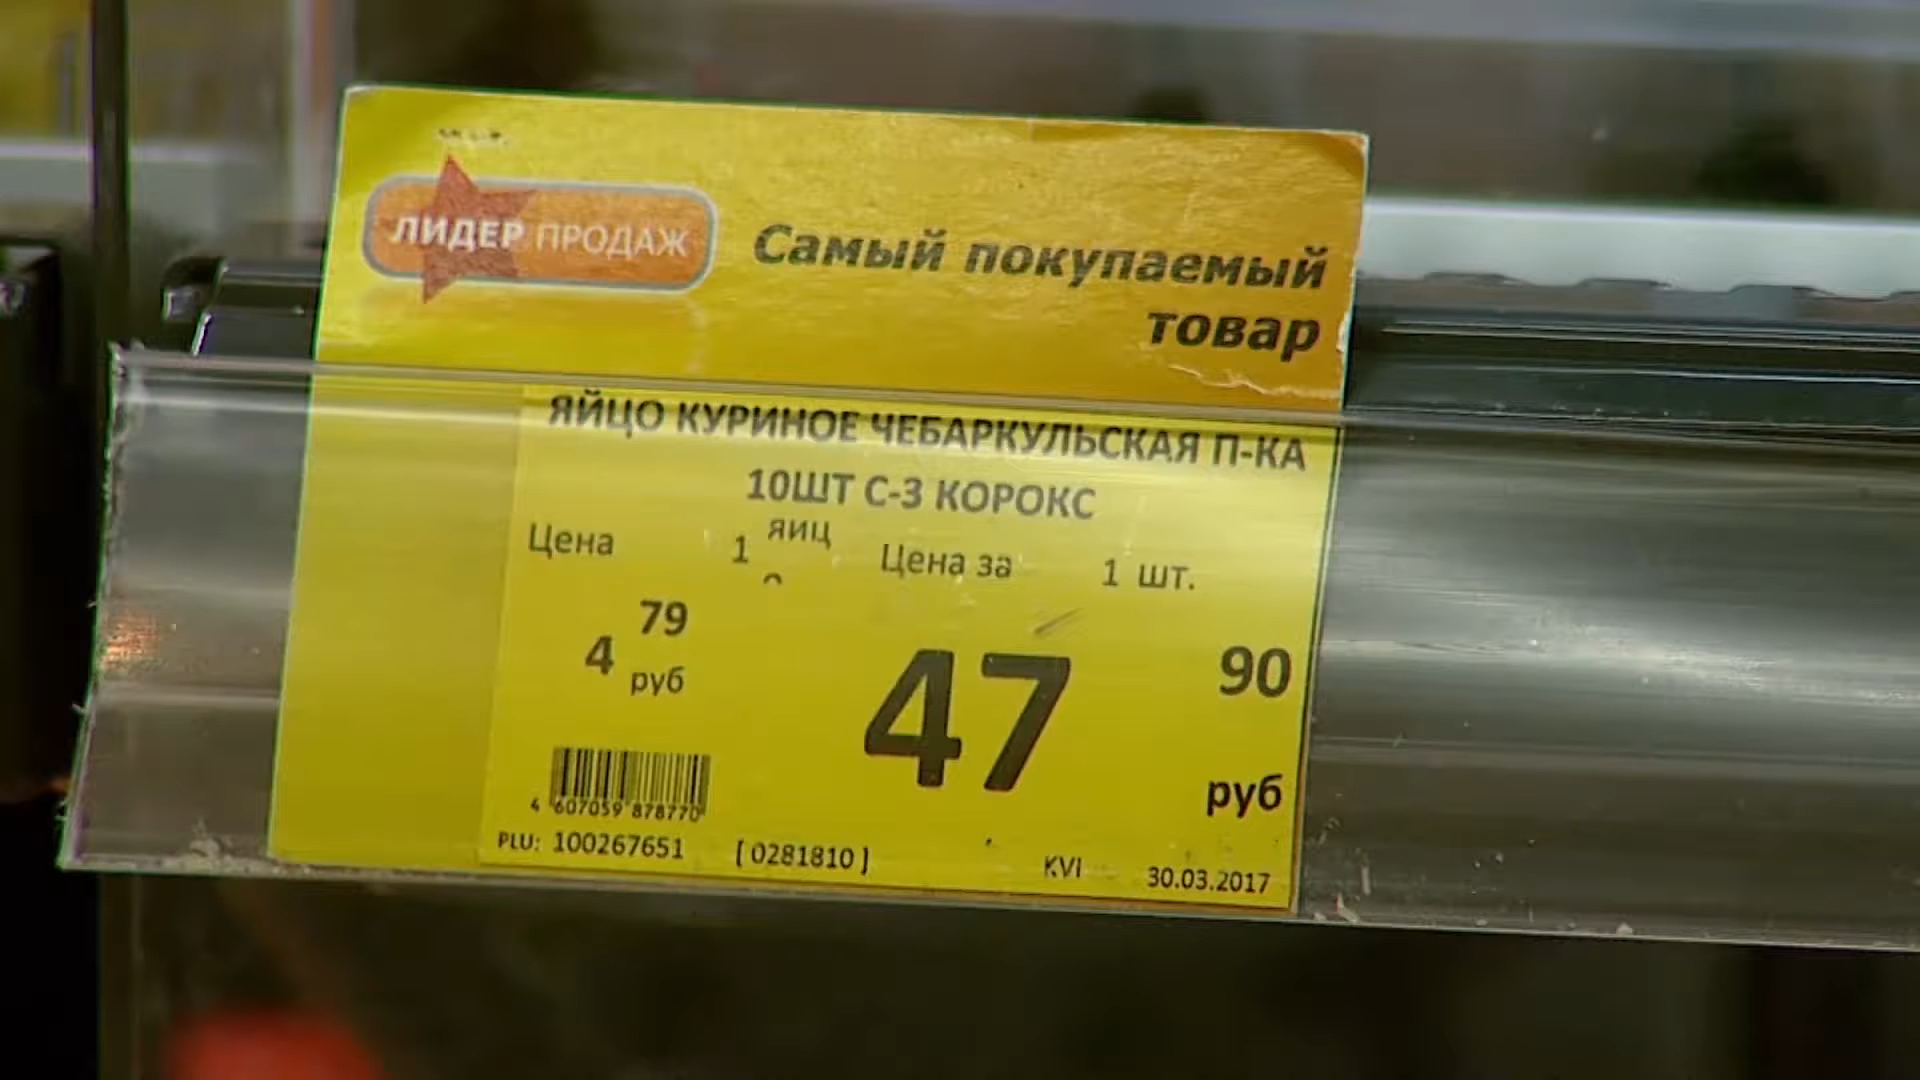 ЛИДЕР ПРОДАЖ
Самый покупаемый
товар
ЯЙЦО КУРИНОЕ ЧЕБАРКУЛЬСКАЯ П-КА
10ШТ С-3 КОРОКС
Цена 1 яиц Цена за 1 шт.
4 79 руб
47 90 руб
4 607059 878770
PLU: 100267651 [ 0281810 ] KVI 30.03.2017